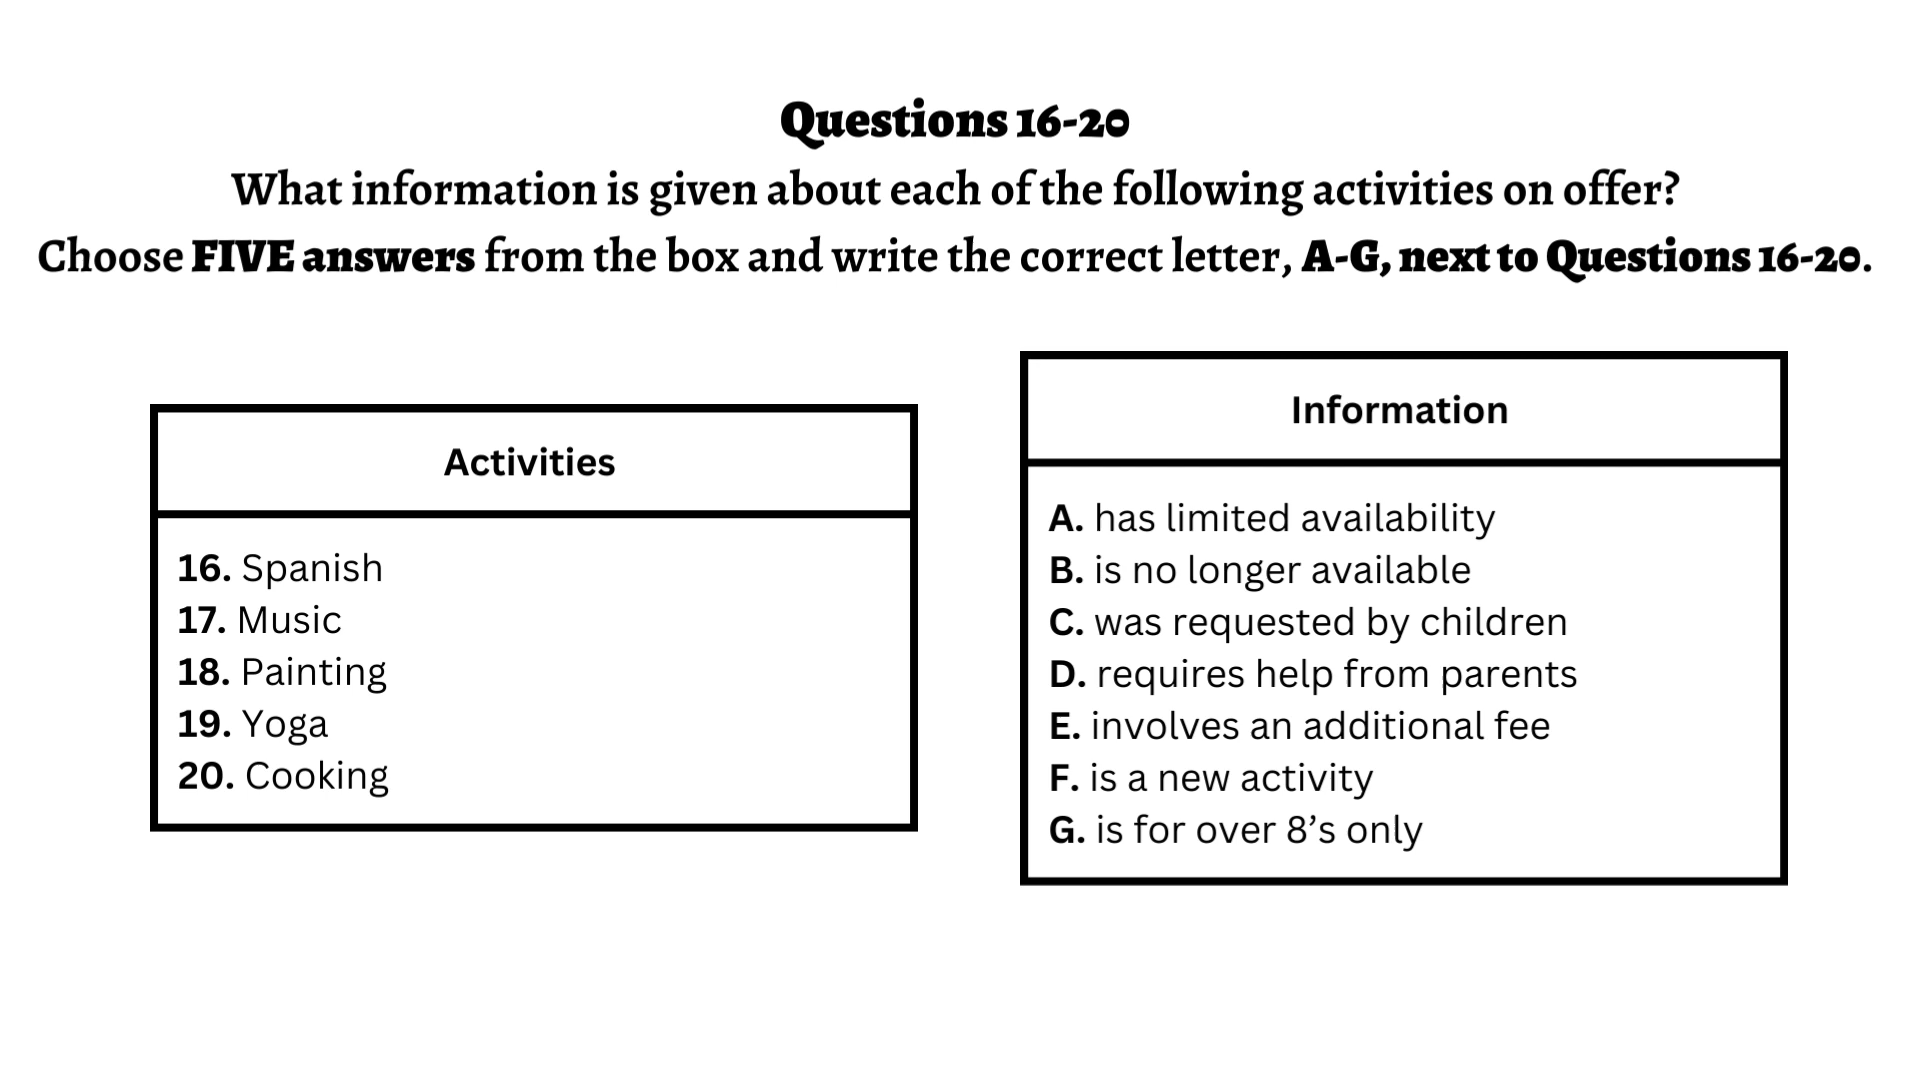 Questions 16-20
What information is given about each of the following activities on offer?
Choose FIVE answers from the box and write the correct letter, A-G, next to Questions 16-20.
Activities
16. Spanish
17. Music
18. Painting
19. Yoga
20. Cooking
Information
A. has limited availability
B. is no longer available
C. was requested by children
D. requires help from parents
E. involves an additional fee
F. is a new activity
G. is for over 8’s only